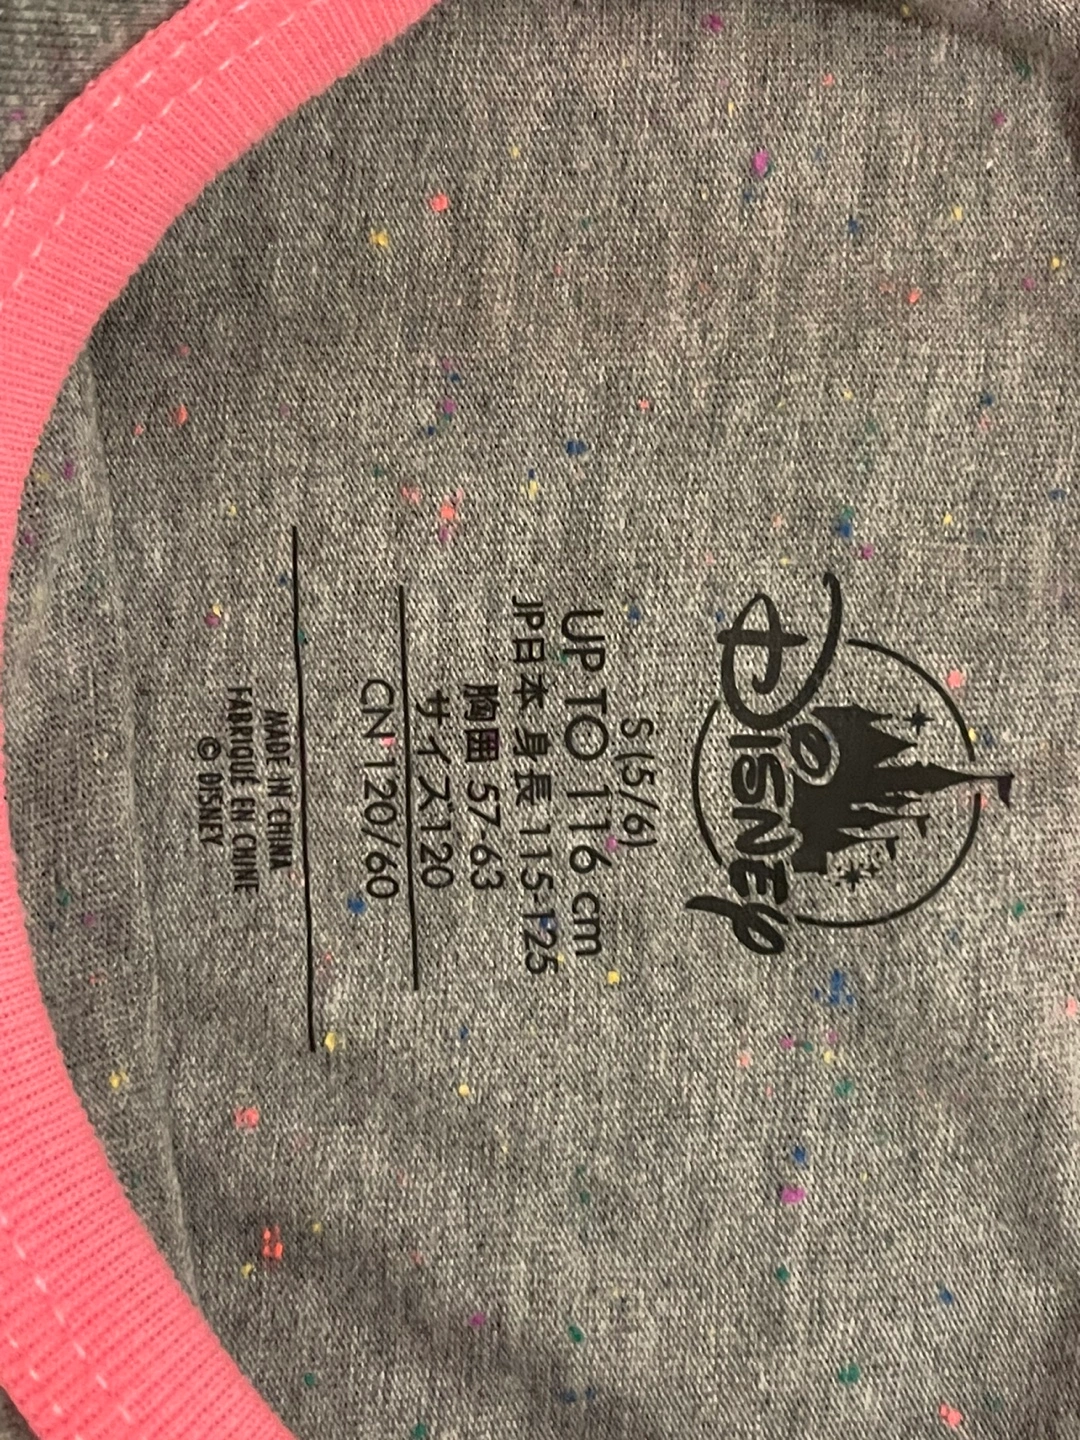 Disney
S (5/6)
UP TO 116 cm
JP日本 身長 115-125
胸囲 57-63
サイズ120
CN 120/60
MADE IN CHINA
FABRIQUÉ EN CHINE
© DISNEY